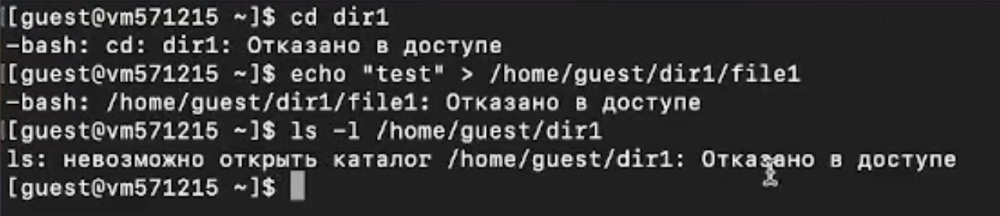 [guest@vm571215 ~]$ cd dir1
-bash: cd: dir1: Отказано в доступе
[guest@vm571215 ~]$ echo "test" > /home/guest/dir1/file1
-bash: /home/guest/dir1/file1: Отказано в доступе
[guest@vm571215 ~]$ ls -l /home/guest/dir1
ls: невозможно открыть каталог /home/guest/dir1: Отказано в доступе
[guest@vm571215 ~]$